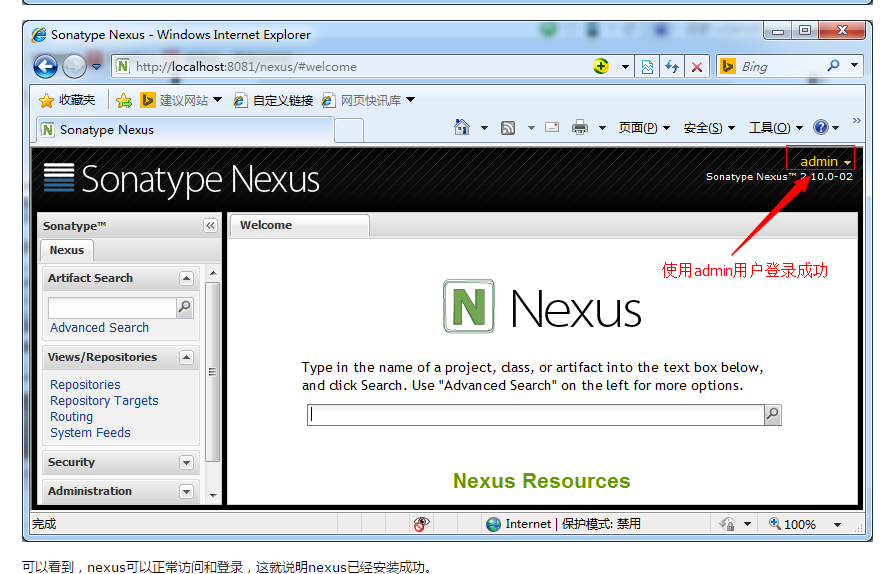 Sonatype Nexus - Windows Internet Explorer
http://localhost:8081/nexus/#welcome
Bing
收藏夹 建议网站 自定义链接 网页快讯库
Sonatype Nexus
页面(P) 安全(S) 工具(O)
Sonatype Nexus
admin
Sonatype Nexus™ 2.10.0-02
Sonatype™
Welcome
Nexus
使用admin用户登录成功
Artifact Search
Advanced Search
Nexus
Views/Repositories
Type in the name of a project, class, or artifact into the text box below,
and click Search. Use "Advanced Search" on the left for more options.
Repositories
Repository Targets
Routing
System Feeds
Security
Nexus Resources
Administration
完成
Internet | 保护模式: 禁用
100%
可以看到，nexus可以正常访问和登录，这就说明nexus已经安装成功。